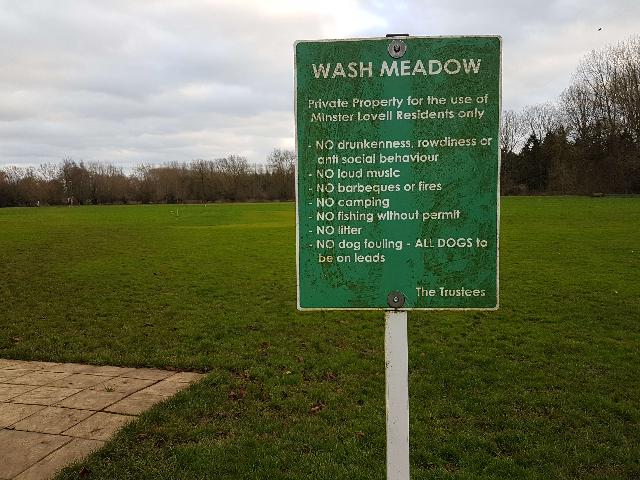 WASH MEADOW
Private Property for the use of
Minster Lovell Residents only
- NO drunkenness, rowdiness or
anti social behaviour
- NO loud music
- NO barbeques or fires
- NO camping
- NO fishing without permit
- NO litter
- NO dog fouling - ALL DOGS to
be on leads
The Trustees